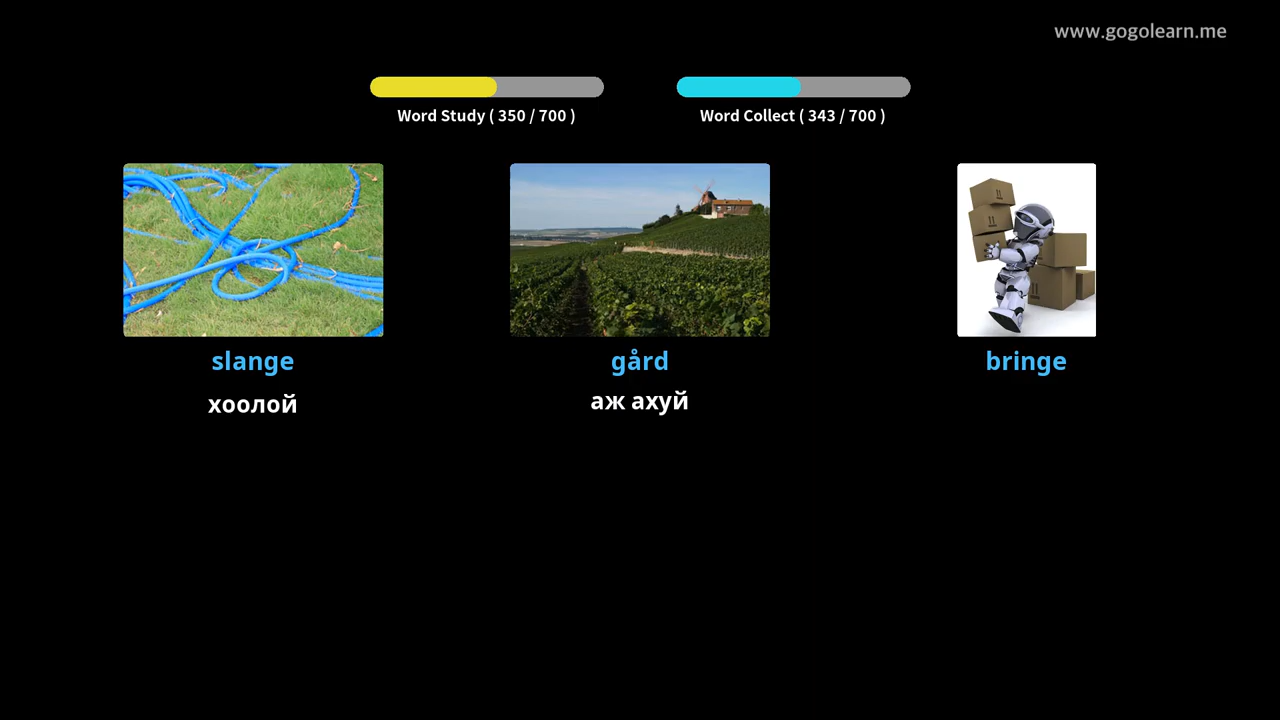 www.gogolearn.me
Word Study ( 350 / 700 )
Word Collect ( 343 / 700 )
slange
gård
bringe
хоолой
аж ахуй